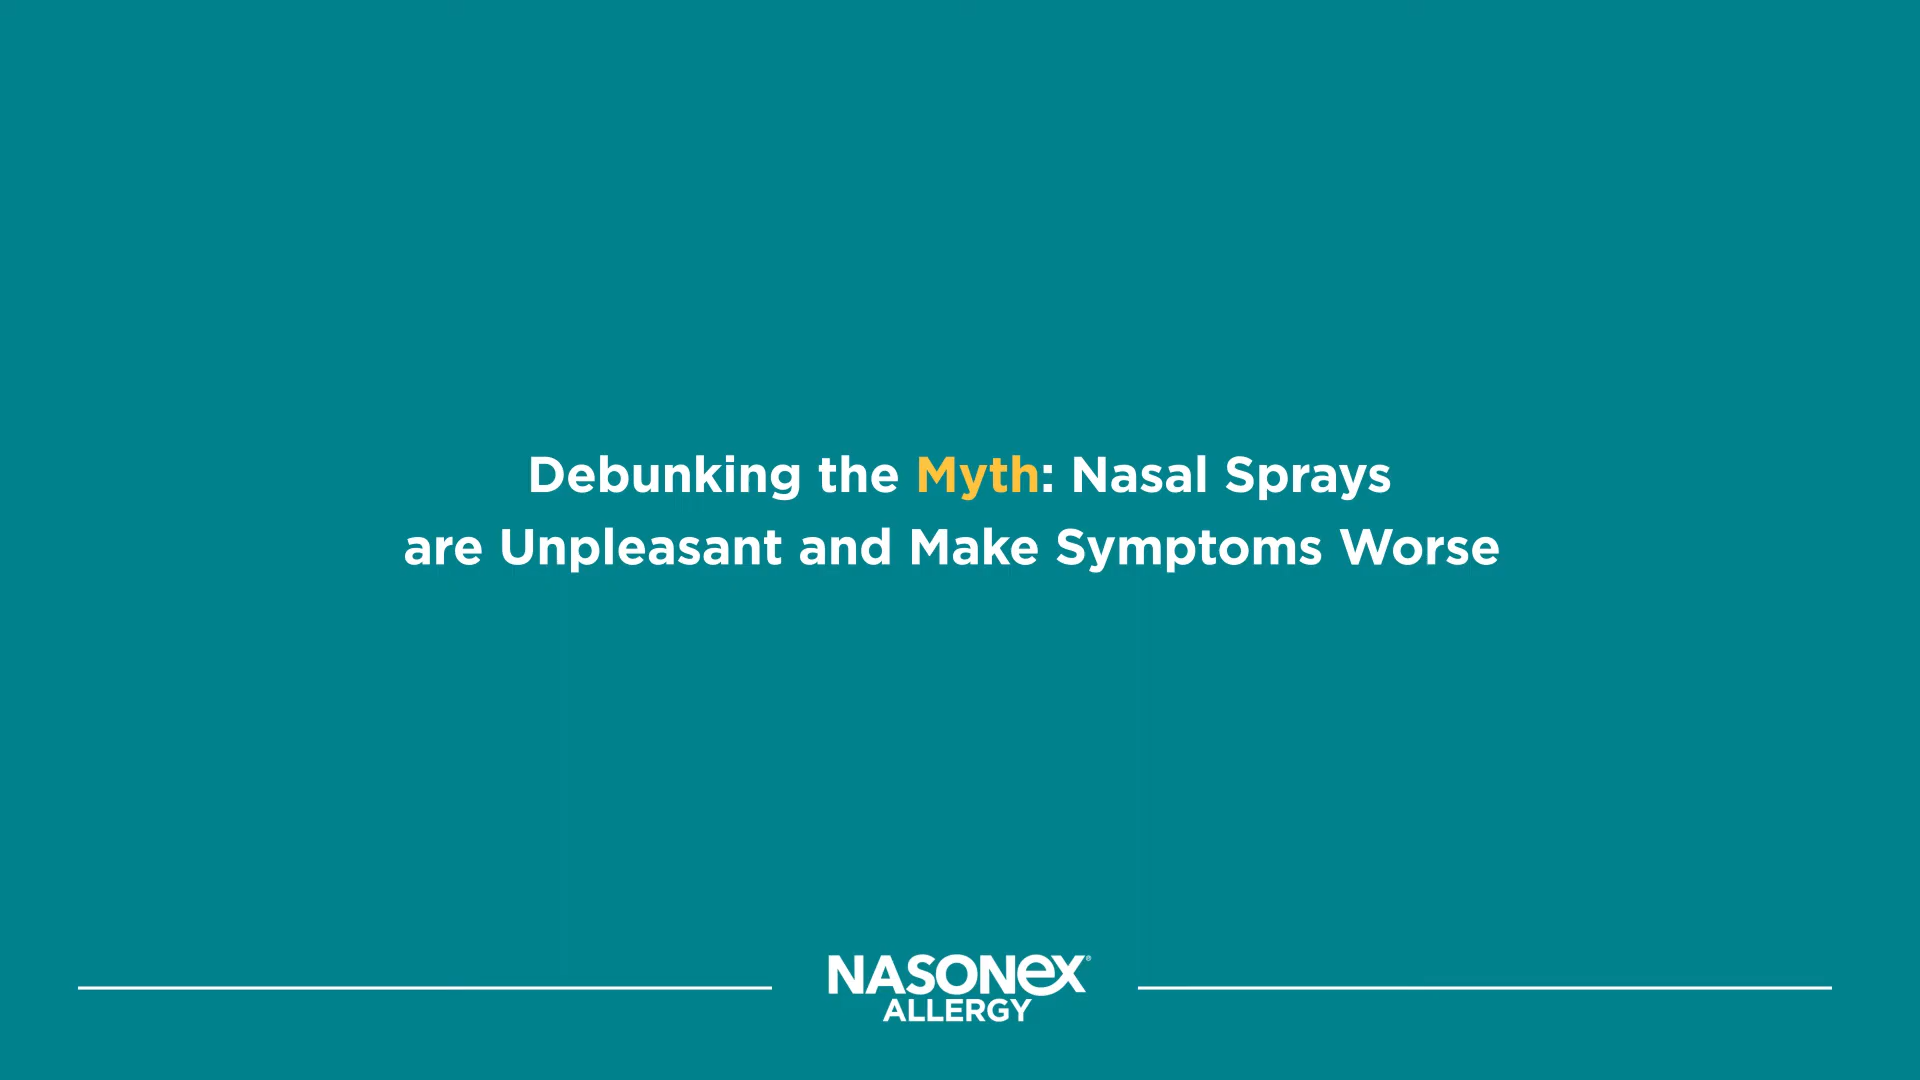 Debunking the Myth: Nasal Sprays
are Unpleasant and Make Symptoms Worse
NASONEX®
ALLERGY